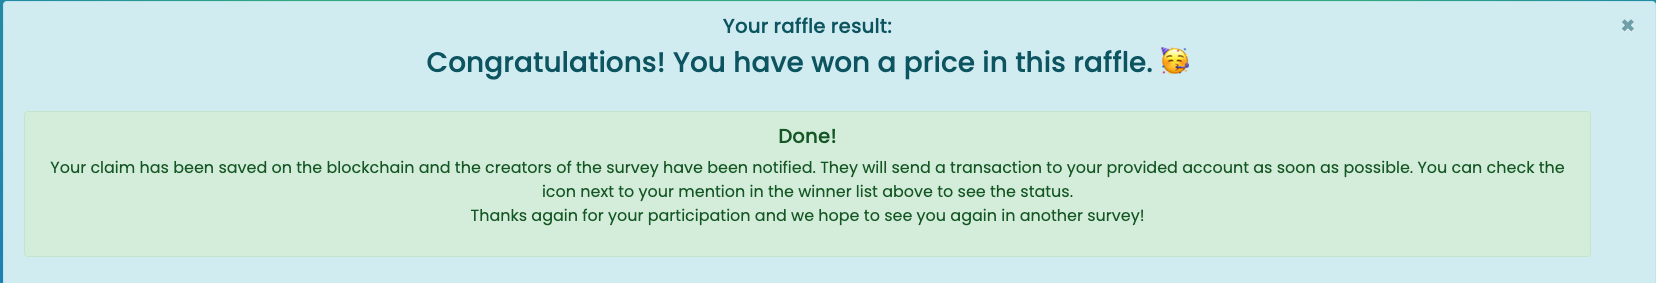 Your raffle result:
Congratulations! You have won a price in this raffle. 🥳
Done!
Your claim has been saved on the blockchain and the creators of the survey have been notified. They will send a transaction to your provided account as soon as possible. You can check the
icon next to your mention in the winner list above to see the status.
Thanks again for your participation and we hope to see you again in another survey!